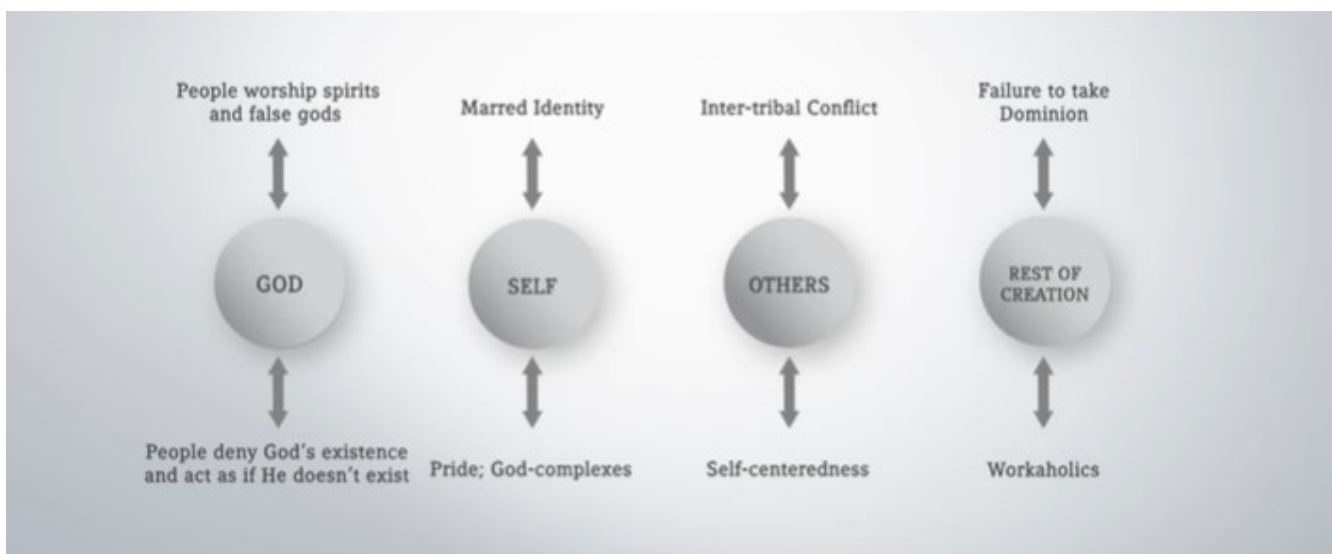 People worship spirits
and false gods
Marred Identity
Inter-tribal Conflict
Failure to take
Dominion
GOD
SELF
OTHERS
REST OF
CREATION
People deny God's existence
and act as if He doesn't exist
Pride; God-complexes
Self-centeredness
Workaholics